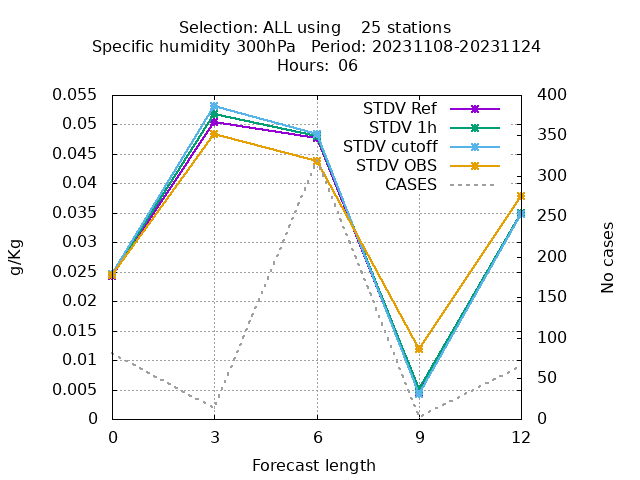 Selection: ALL using    25 stations
Specific humidity 300hPa   Period: 20231108-20231124
Hours: 06
STDV Ref
STDV 1h
STDV cutoff
STDV OBS
CASES
0.055
0.05
0.045
0.04
0.035
0.03
0.025
0.02
0.015
0.01
0.005
0
400
350
300
250
200
150
100
50
0
g/Kg
No cases
0 3 6 9 12
Forecast length